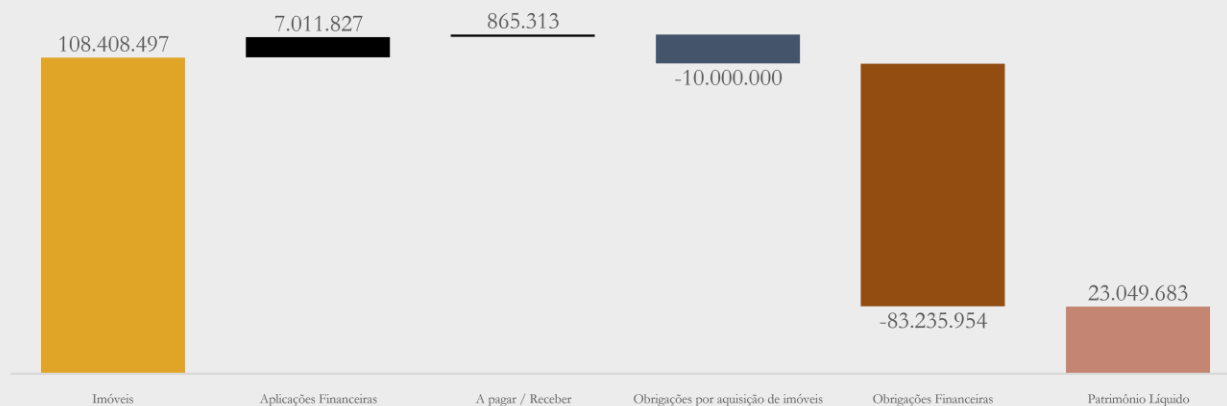 108.408.497
7.011.827
865.313
-10.000.000
-83.235.954
23.049.683
Imóveis
Aplicações Financeiras
A pagar / Receber
Obrigações por aquisição de imóveis
Obrigações Financeiras
Patrimônio Líquido